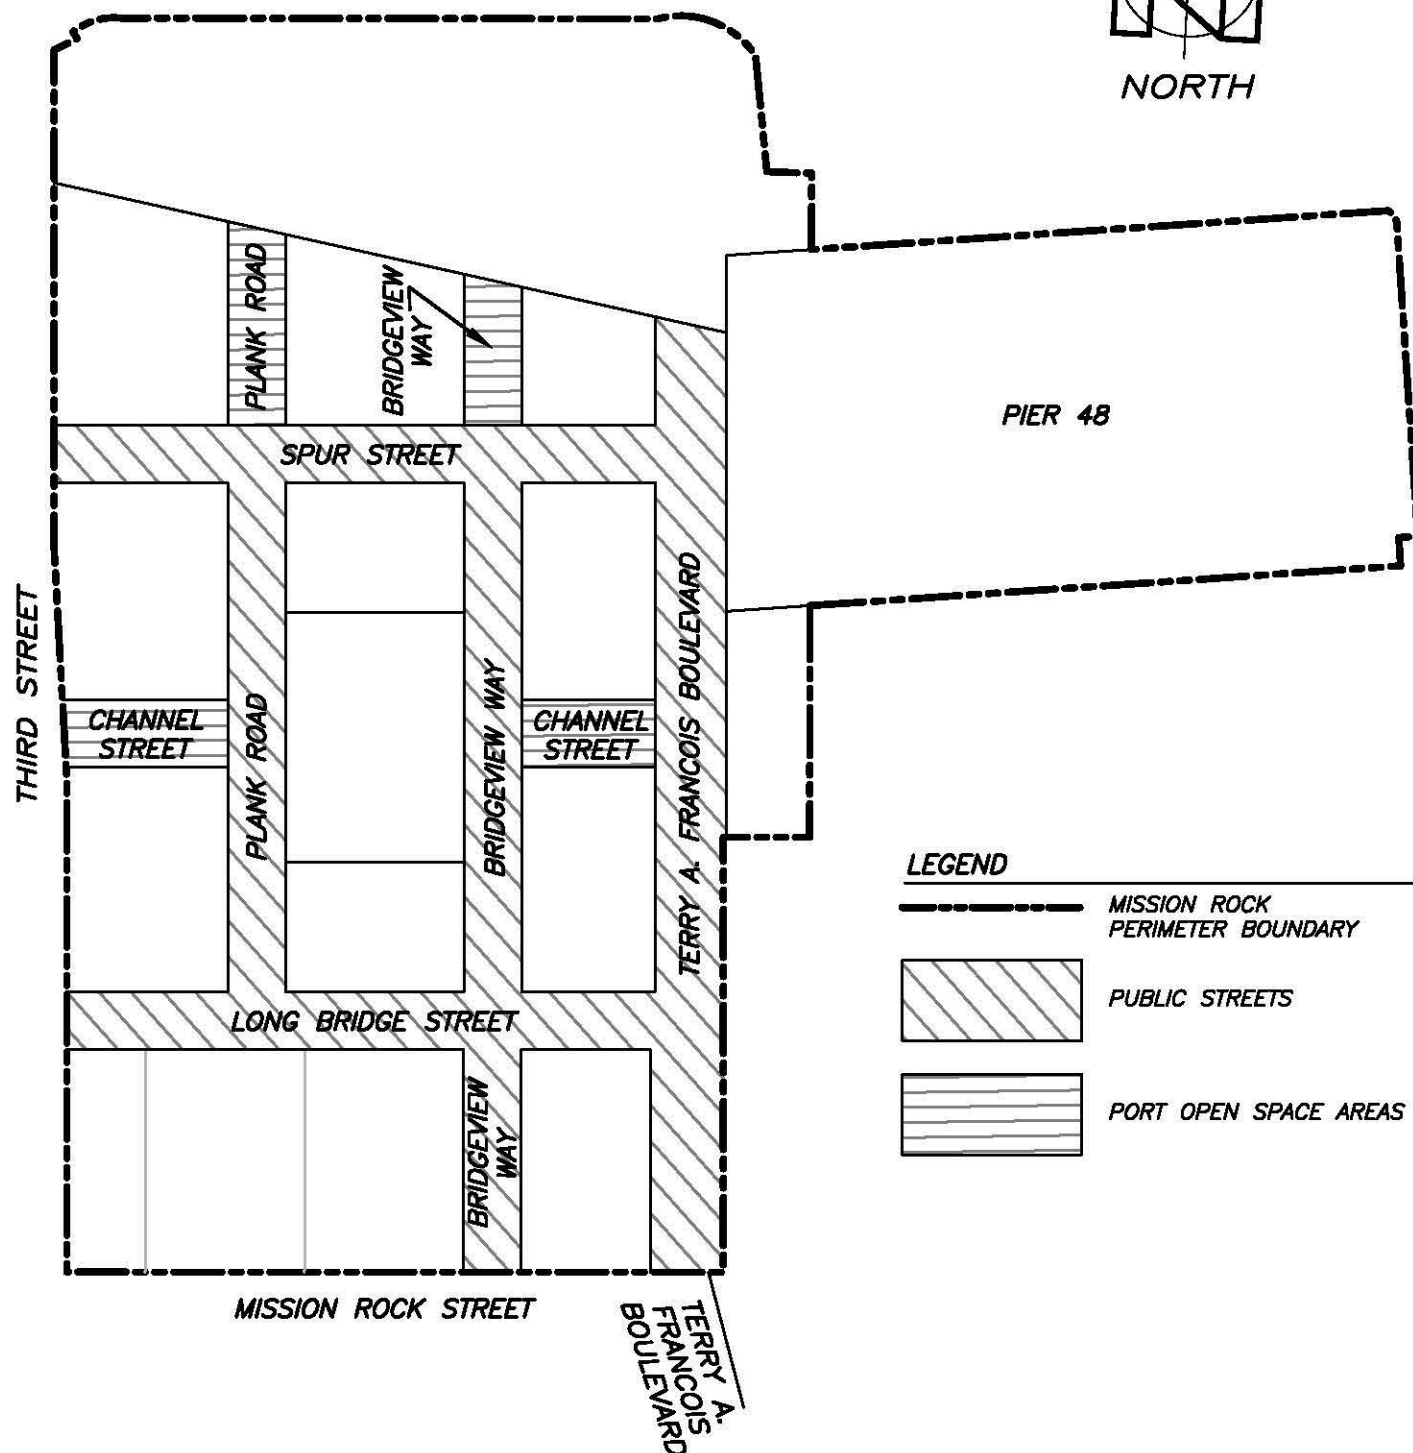 NORTH
PLANK ROAD
BRIDGEVIEW
WAY
SPUR STREET
PIER 48
THIRD STREET
CHANNEL
STREET
PLANK ROAD
BRIDGEVIEW WAY
CHANNEL
STREET
TERRY A. FRANCOIS BOULEVARD
LONG BRIDGE STREET
BRIDGEVIEW
WAY
MISSION ROCK STREET
TERRY A.
FRANCOIS
BOULEVARD
LEGEND
MISSION ROCK
PERIMETER BOUNDARY
PUBLIC STREETS
PORT OPEN SPACE AREAS